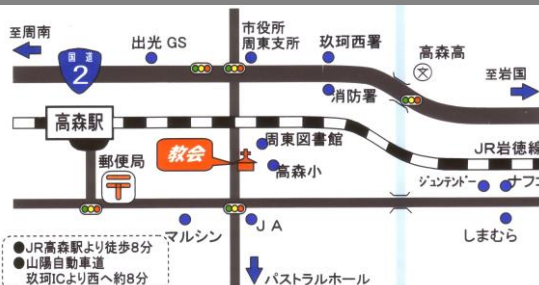 至周南
出光 GS
市役所
周東支所
玖珂西署
高森高
文
至岩国
国道
2
消防署
高森駅
周東図書館
JR岩徳線
郵便局
教会
高森小
ジュンテンドー
ナフコ
マルシン
JA
しまむら
●JR高森駅より徒歩8分
●山陽自動車道
玖珂ICより西へ約8分
パストラルホール